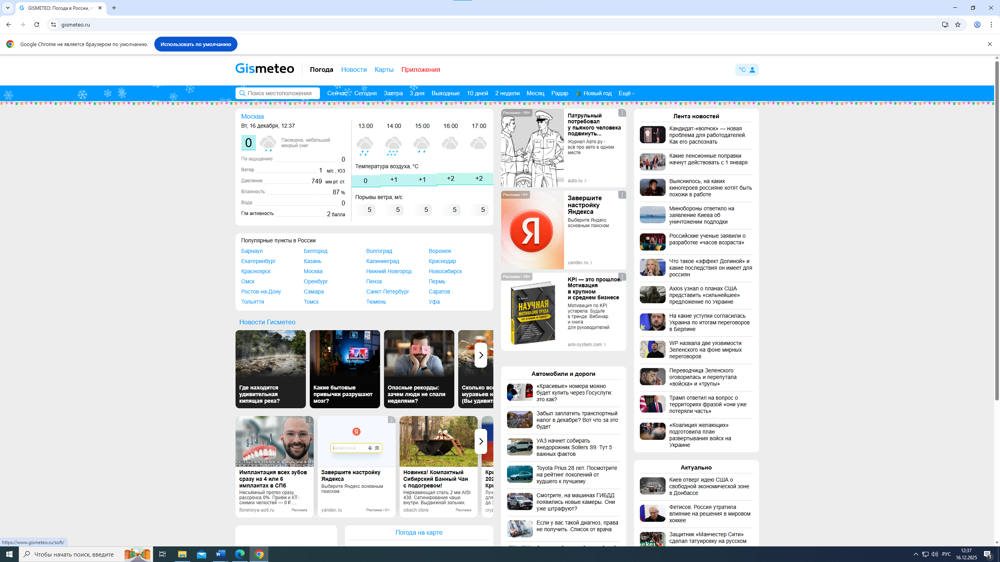 GISMETEO: Погода в России, п
gismeteo.ru
Google Chrome не является браузером по умолчанию.
Использовать по умолчанию
Gismeteo
Погода
Новости
Карты
Приложения
°C
Поиск местоположения
Сейчас
Сегодня
Завтра
3 дня
Выходные
10 дней
2 недели
Месяц
Радар
Новый год
Ещё
Москва
Вт, 16 декабря, 12:37
0
Пасмурно, небольшой
мокрый снег
По ощущению 0
Ветер 1 м/с , ЮЗ
Давление 749 мм рт. ст.
Влажность 87 %
Вода 0
Г/м активность 2 балла
13:00 14:00 15:00 16:00 17:00
Температура воздуха, °C
0 +1 +1 +2 +2
Порывы ветра, м/с
5 5 5 5 5
Популярные пункты в России
Барнаул Белгород Волгоград Воронеж
Екатеринбург Казань Калининград Краснодар
Красноярск Москва Нижний Новгород Новосибирск
Омск Оренбург Пенза Пермь
Ростов-на-Дону Самара Санкт-Петербург Саратов
Тольятти Томск Тюмень Уфа
Новости Гисметео
Где находится
удивительная
кипящая река?
Какие бытовые
привычки разрушают
мозг?
Опасные рекорды:
зачем люди не спали
неделями?
Сколько все
муравьев н
(Вы удивит
ЕСТЬ ПРОТИВОПОКАЗАНИЯ
ПОСОВЕТУЙТЕСЬ С ВРАЧОМ
Имплантация всех зубов
сразу на 4 или 6
имплантах в СПб
Несъёмный протез сразу,
рассрочка 0%. Приём и КТ-
снимки челюстей — 0 ₽....
florensiya-ao6.ru Реклама
Я
найдётся всё
Завершите настройку
Яндекса
Выберите Яндекс основным
поиском
yandex.ru Реклама • 0+
Новинка! Компактный
Сибирский Банный Чан
с подогревом!
Нержавеющая сталь 2 мм AISI
430. Сатинирование чаши
внутри. Выдвижной зольник.
sibach.store Реклама
Кри
202
Кри
Луч
для
до 3
cryp
Погода на карте
Реклама • 16+
Патрульный
потребовал
у пьяного человека
подвинуть...
Журнал Авто.ру -
всё про авто в одном
месте
auto.ru
Реклама • 0+
Я
Завершите
настройку
Яндекса
Выберите Яндекс
основным поиском
yandex.ru
Реклама • 16+
НАУЧНАЯ
МОТИВАЦИЯ ТРУДА
ВСЁ ОСТАЛЬНОЕ НЕ РАБОТАЕТ
KPI — это прошлое.
Мотивация
в крупном
и среднем бизнесе
Мотивация по KPI
устарела. Будьте
в тренде. Вебинар
и книга
для руководителей
ami-system.com
Автомобили и дороги
«Красивые» номера можно
будет купить через Госуслуги:
это как?
Забыл заплатить транспортный
налог в декабре? Вот что за это
будет
УАЗ начнет собирать
внедорожник Sollers S9. Тут 5
важных фактов
Toyota Prius 28 лет. Посмотрите
на рейтинг поколений от
худшего к лучшему
Смотрите, на машинах ГИБДД
появились новые камеры. Они
уже штрафуют?
Если у вас такой диагноз, права
не получить. Список от врача
Лента новостей
Кандидат-«волчок» — новая
проблема для работодателей.
Как его распознать
Какие пенсионные поправки
начнут действовать с 1 января
Выяснилось, на каких
киногероев россияне хотят быть
похожи в работе
Минобороны ответило на
заявление Киева об
уничтожении подлодки
Российские ученые заявили о
разработке «часов возраста»
Что такое «эффект Долиной» и
какие последствия он имеет для
россиян
Axios узнал о планах США
представить «сильнейшее»
предложение по Украине
На какие уступки согласилась
Украина по итогам переговоров
в Берлине
WP назвала две уязвимости
Зеленского на фоне мирных
переговоров
Переводчица Зеленского
оговорилась и перепутала
«войска» и «трупы»
Трамп ответил на вопрос о
территориях фразой «они уже
потеряли часть»
«Коалиция желающих»
подготовила план
развертывания войск на
Украине
Актуально
Киев отверг идею США о
свободной экономической зоне
в Донбассе
Фетисов: Россия утратила
влияние на решения в мировом
хоккее
Защитник «Манчестер Сити»
сделал татуировку на русском
https://www.gismeteo.ru/soft/
Чтобы начать поиск, введите
РУС
12:37
16.12.2025
3